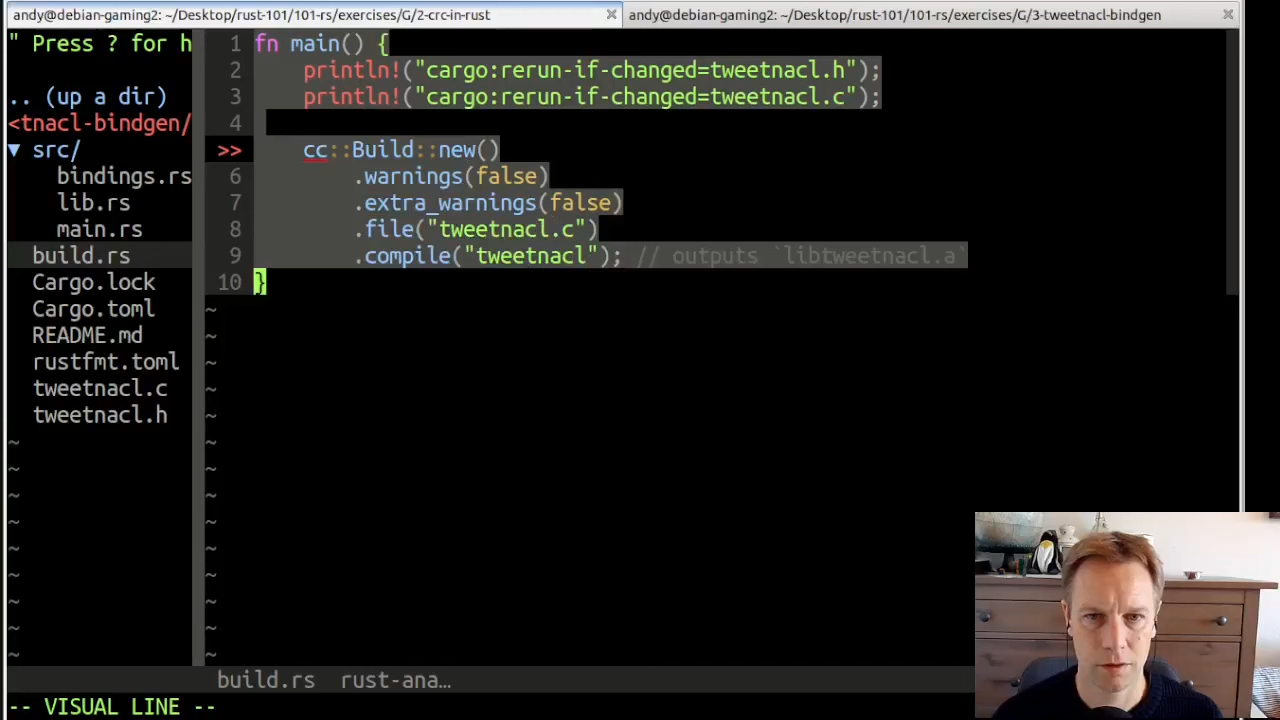 andy@debian-gaming2: ~/Desktop/rust-101/101-rs/exercises/G/2-crc-in-rust
andy@debian-gaming2: ~/Desktop/rust-101/101-rs/exercises/G/3-tweetnacl-bindgen
" Press ? for h
.. (up a dir)
<tnacl-bindgen/
▼ src/
bindings.rs
lib.rs
main.rs
build.rs
Cargo.lock
Cargo.toml
README.md
rustfmt.toml
tweetnacl.c
tweetnacl.h
~
~
~
~
~
~
~
~
~
1 fn main() {
2     println!("cargo:rerun-if-changed=tweetnacl.h");
3     println!("cargo:rerun-if-changed=tweetnacl.c");
4
>>     cc::Build::new()
6         .warnings(false)
7         .extra_warnings(false)
8         .file("tweetnacl.c")
9         .compile("tweetnacl"); // outputs `libtweetnacl.a`
10 }
~
~
~
~
~
~
~
~
~
~
~
~
~
~
build.rs rust-ana…
-- VISUAL LINE --